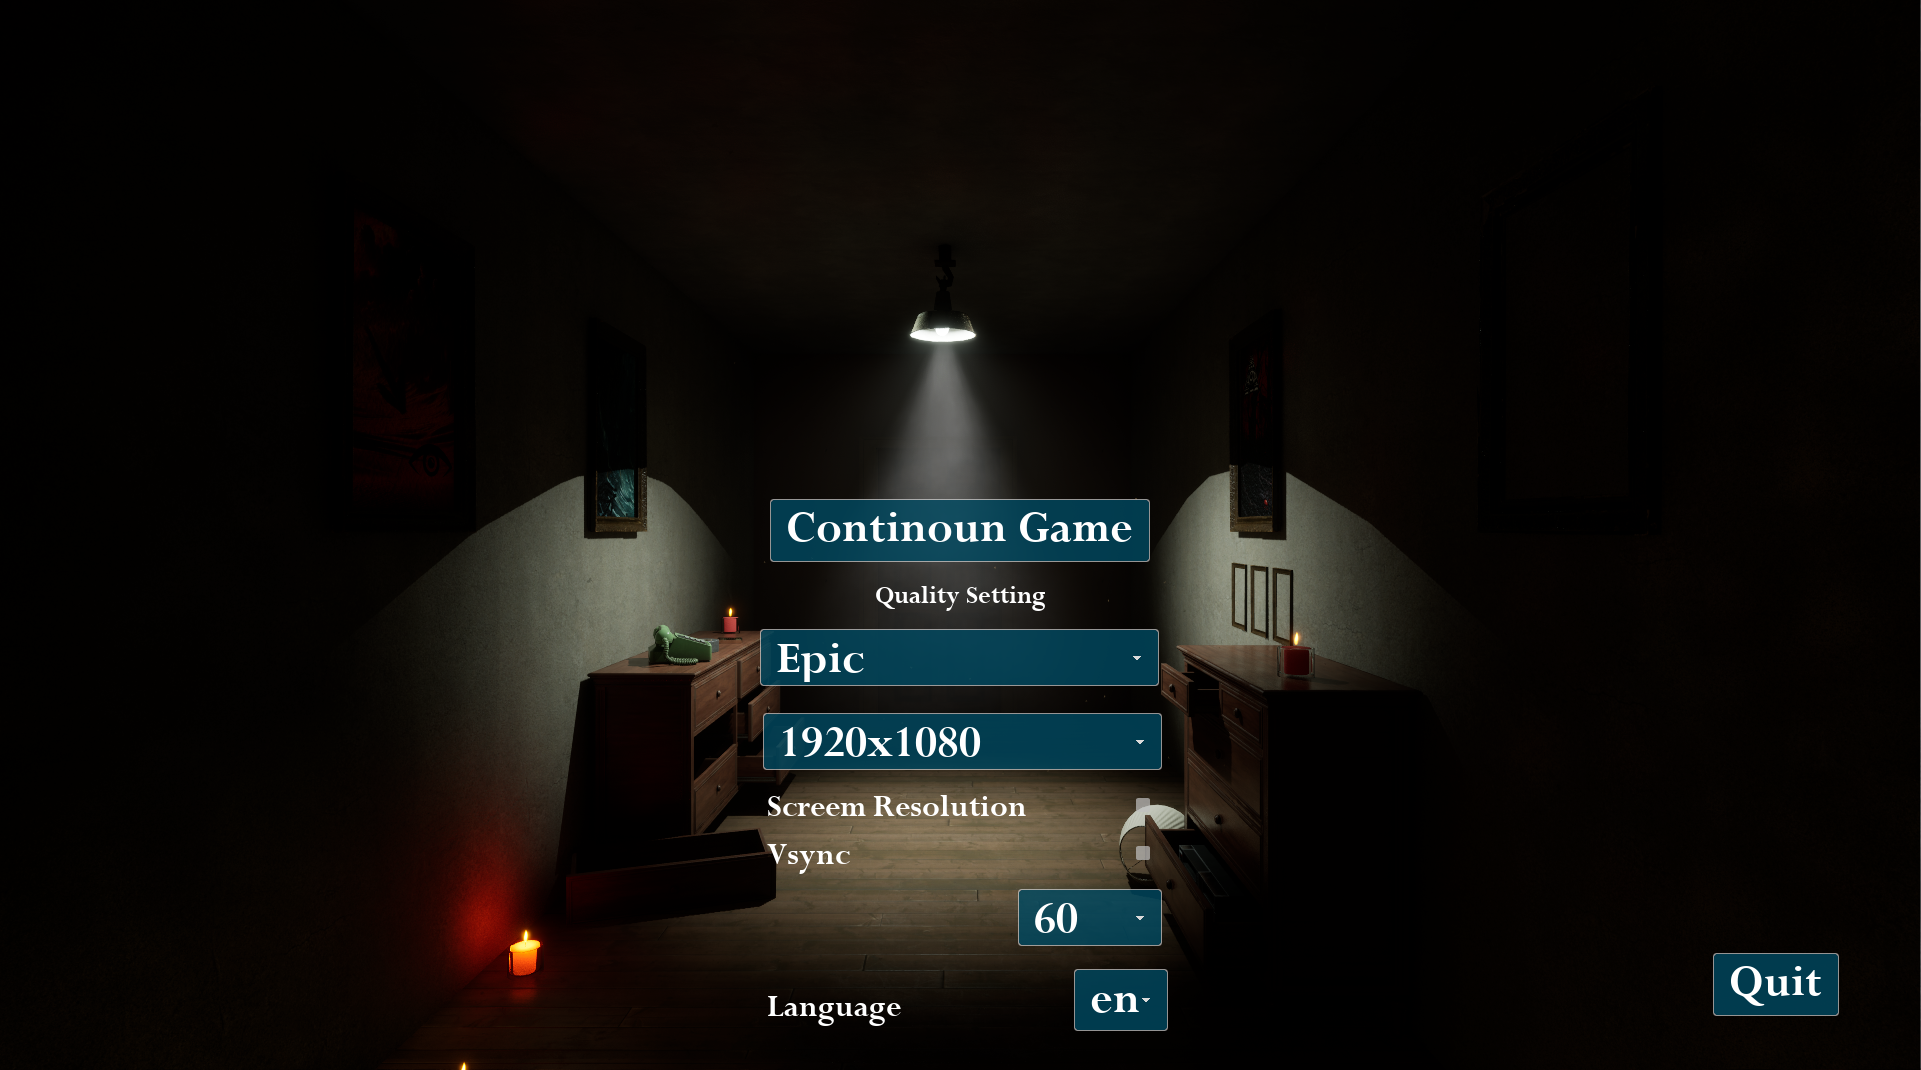 Continoun Game
Quality Setting
Epic
1920x1080
Screem Resolution
Vsync
60
Language
en
Quit